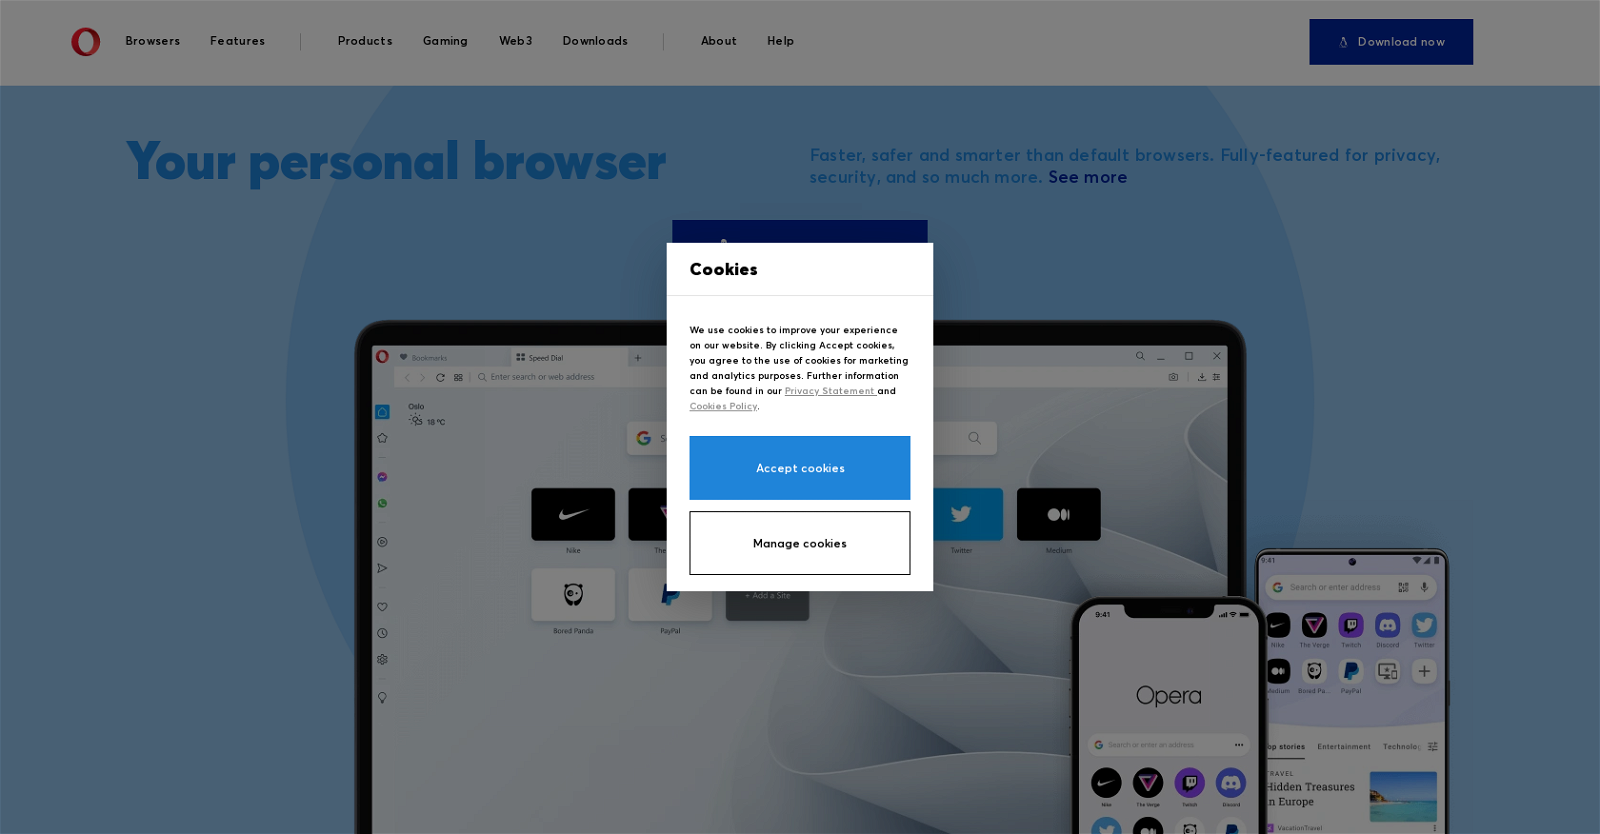 Browsers
Features
Products
Gaming
Web3
Downloads
About
Help
Download now
Your personal browser
Faster, safer and smarter than default browsers. Fully-featured for privacy,
security, and so much more. See more
Cookies
We use cookies to improve your experience
on our website. By clicking Accept cookies,
you agree to the use of cookies for marketing
and analytics purposes. Further information
can be found in our Privacy Statement and
Cookies Policy.
Accept cookies
Manage cookies
Bookmarks
Speed Dial
Enter search or web address
Oslo
18 °C
Nike
Twitter
Medium
+ Add a Site
Bored Panda
PayPal
9:41
Search or enter address
Nike
The Verge
Twitch
Discord
Twitter
Medium
Bored Pa...
PayPal
Top stories
Entertainment
TRAVEL
Hidden Treasures
in Europe
VacationTravel
9:41
Opera
Search or enter an address
Nike
The Verge
Twitch
Discord